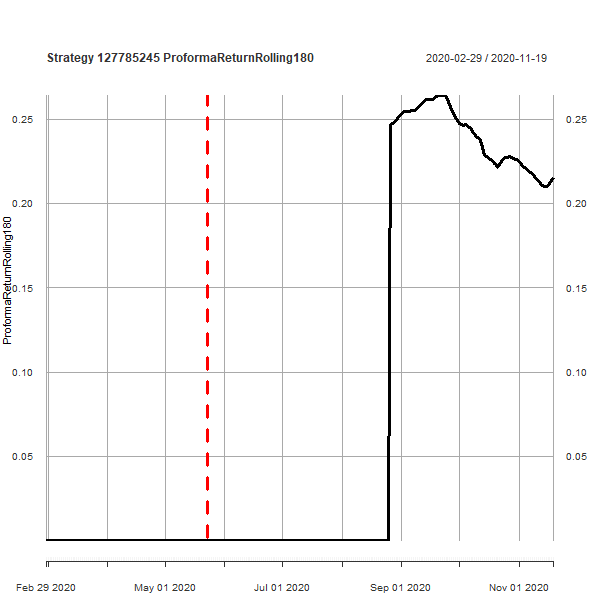 Strategy 127785245 ProformaReturnRolling180
2020-02-29 / 2020-11-19
ProformaReturnRolling180
0.25
0.20
0.15
0.10
0.05
0.25
0.20
0.15
0.10
0.05
Feb 29 2020
May 01 2020
Jul 01 2020
Sep 01 2020
Nov 01 2020